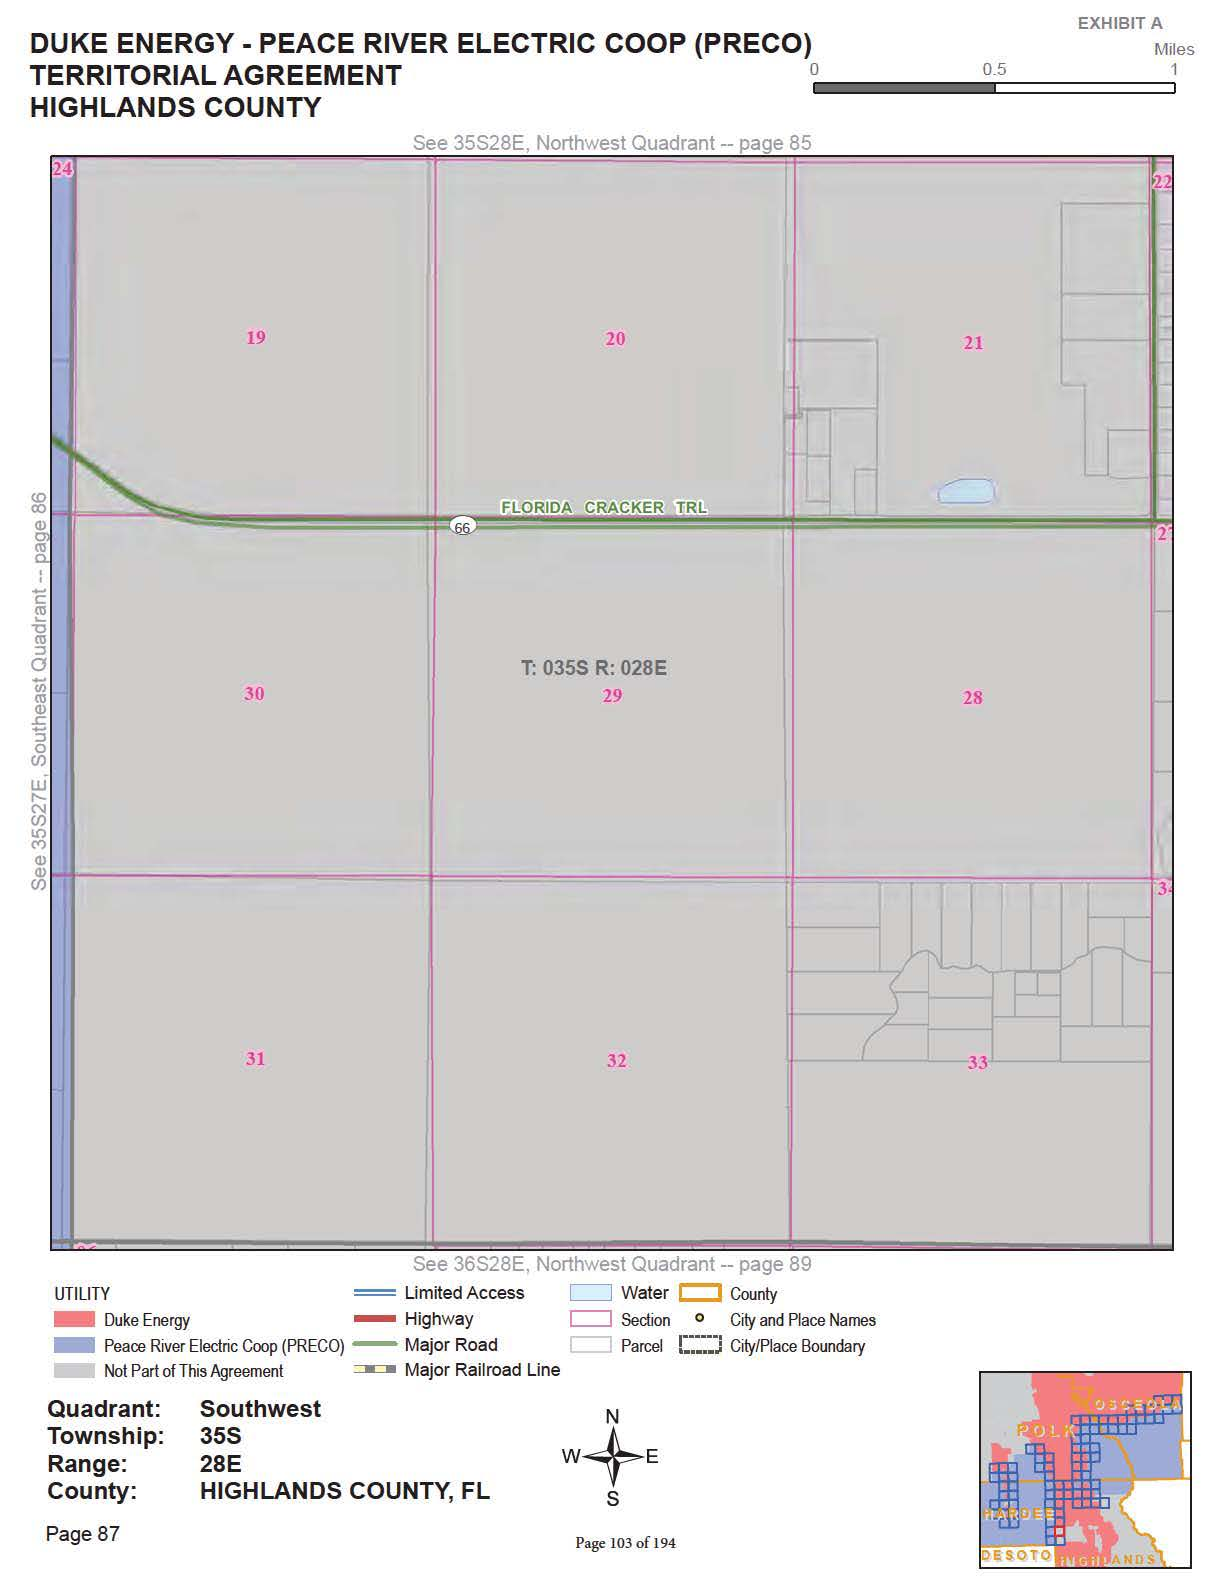 EXHIBIT A
DUKE ENERGY - PEACE RIVER ELECTRIC COOP (PRECO)
TERRITORIAL AGREEMENT
HIGHLANDS COUNTY
Miles
0 0.5 1
See 35S28E, Northwest Quadrant -- page 85
24
22
19 20 21
FLORIDA CRACKER TRL
66
See 35S27E, Southeast Quadrant -- page 86
T: 035S R: 028E
30 29 28
34
31 32 33
See 36S28E, Northwest Quadrant -- page 89
UTILITY
Duke Energy
Peace River Electric Coop (PRECO)
Not Part of This Agreement
Limited Access
Highway
Major Road
Major Railroad Line
Water
Section
Parcel
County
City and Place Names
City/Place Boundary
Quadrant: Southwest
Township: 35S
Range: 28E
County: HIGHLANDS COUNTY, FL
Page 87
N
W E
S
Page 103 of 194
OSCEOLA
POLK
HARDEE
DESOTO
HIGHLANDS